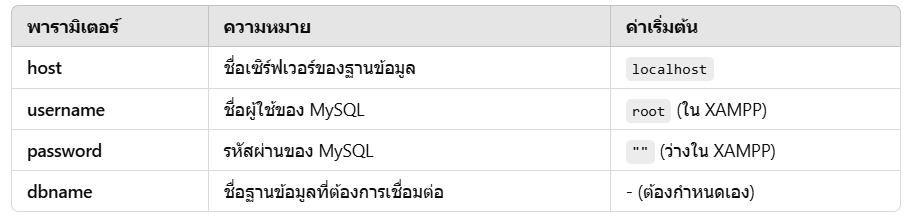 พารามิเตอร์ ความหมาย ค่าเริ่มต้น
host ชื่อเซิร์ฟเวอร์ของฐานข้อมูล localhost
username ชื่อผู้ใช้ของ MySQL root (ใน XAMPP)
password รหัสผ่านของ MySQL "" (ว่างใน XAMPP)
dbname ชื่อฐานข้อมูลที่ต้องการเชื่อมต่อ - (ต้องกำหนดเอง)